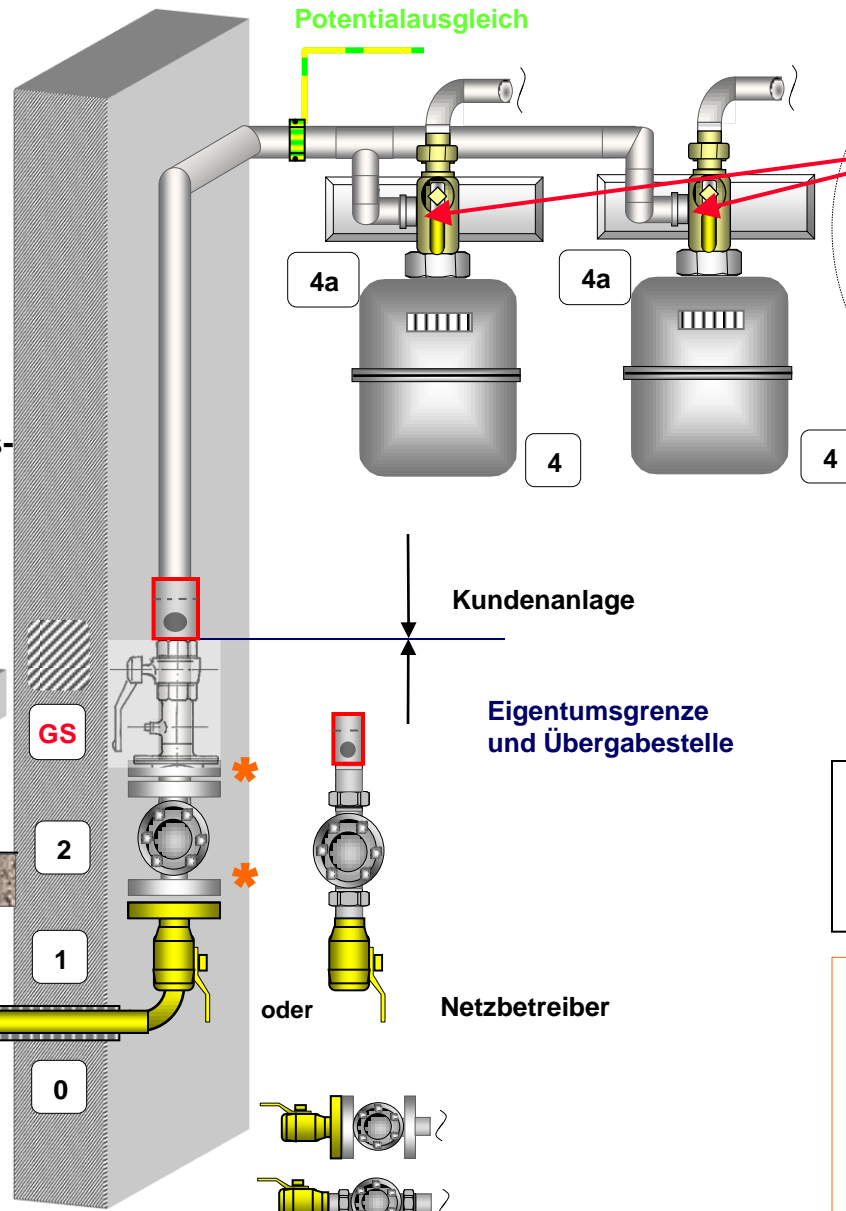 Potentialausgleich
4a
4a
4
4
Kundenanlage
Eigentumsgrenze
und Übergabestelle
GS
*
2
*
1
oder
Netzbetreiber
0